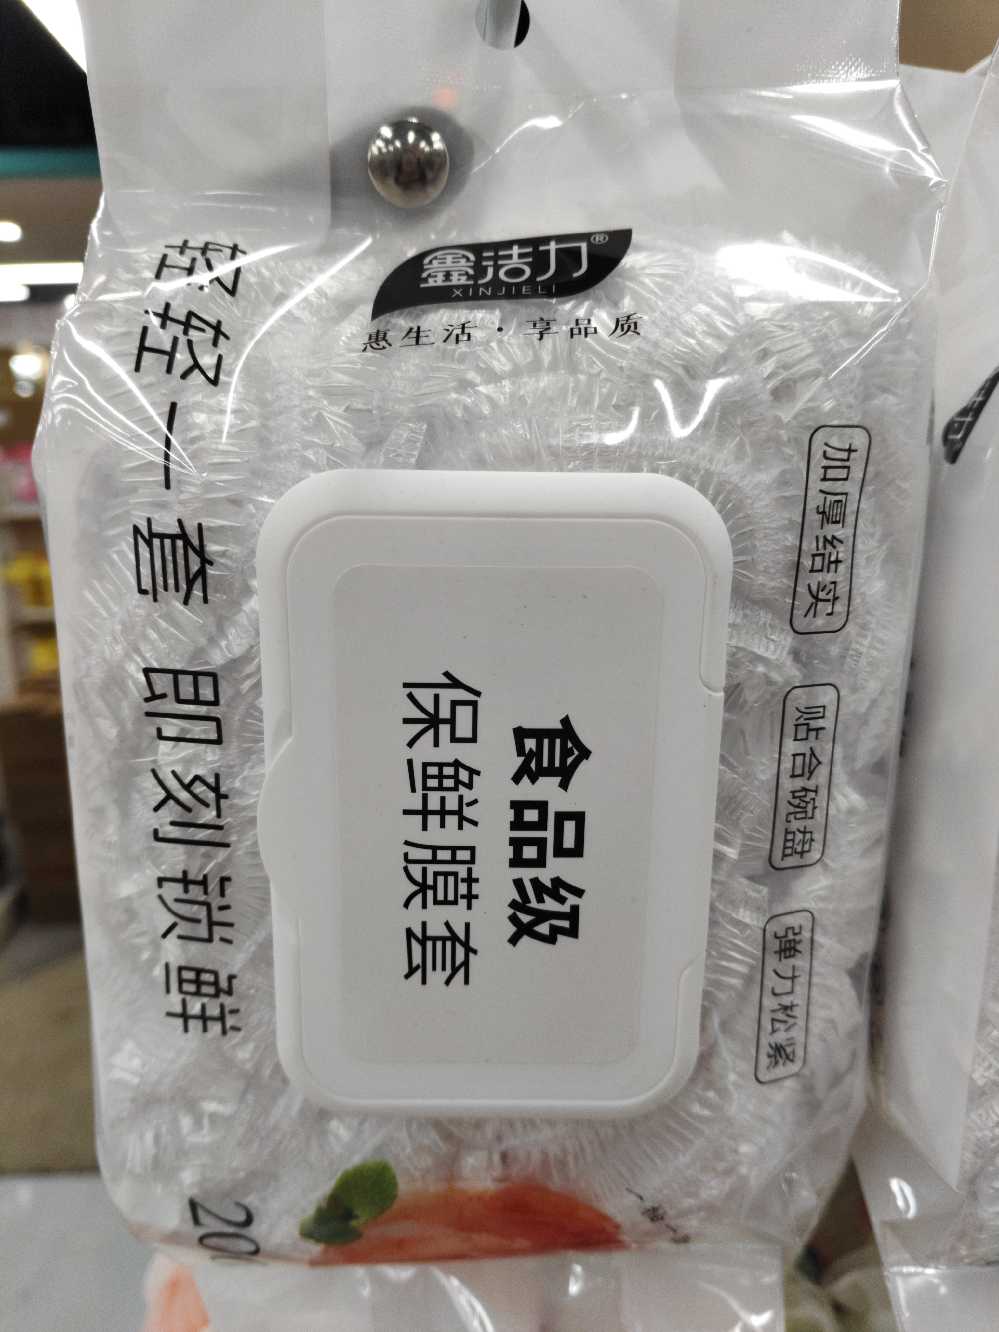 鑫洁力®
XINJIELI
惠生活·享品质
食品级
保鲜膜套
加厚结实
贴合碗盘
弹力松紧
轻轻一套 即刻锁鲜
20